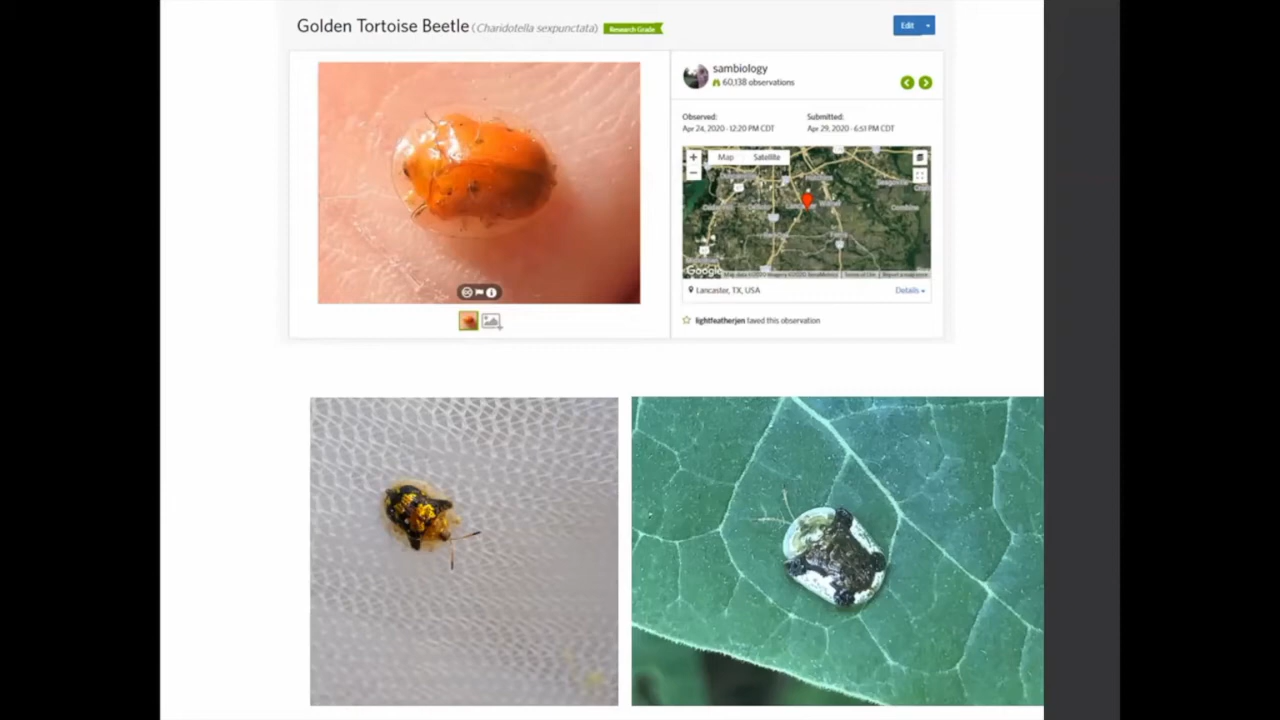 Golden Tortoise Beetle (Charidotella sexpunctata) Research Grade
Edit
sambiology
60,138 observations
Observed:
Apr 24, 2020 · 12:20 PM CDT
Submitted:
Apr 29, 2020 · 6:51 PM CDT
Map
Satellite
Google
Lancaster, TX, USA
Details
lightfeatherjen faved this observation